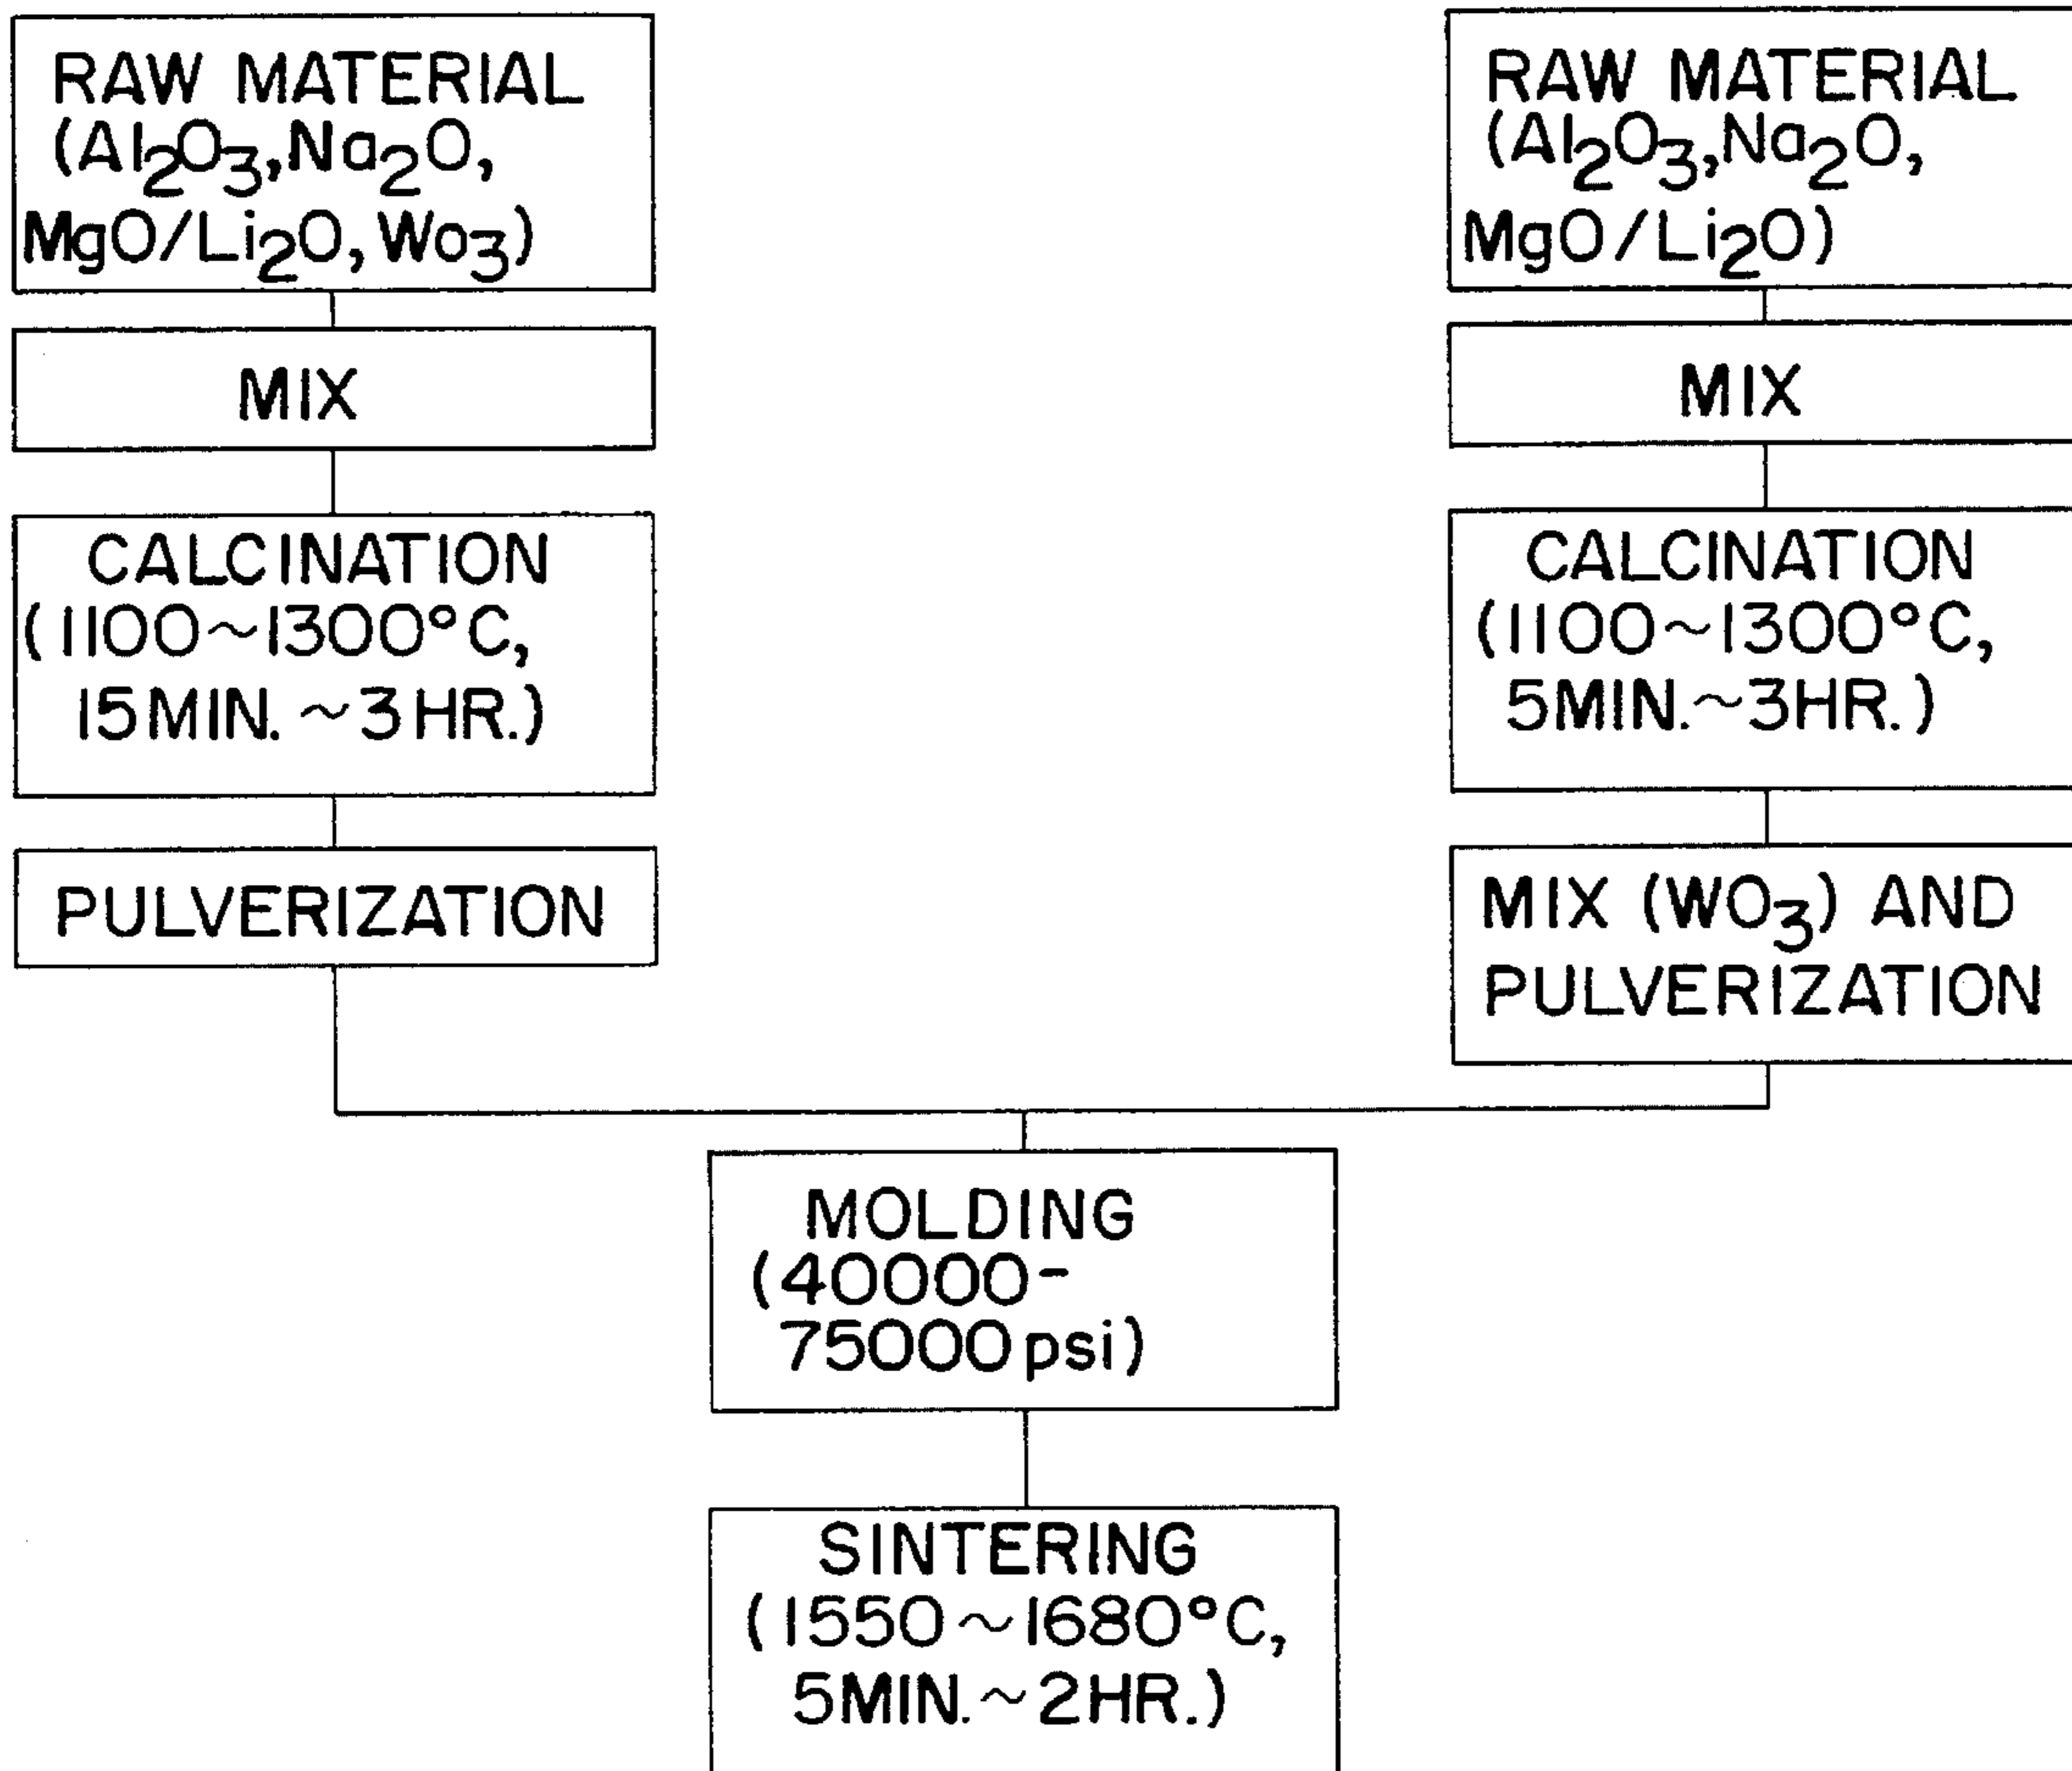 RAW MATERIAL
(Al₂O₃,Na₂O,
MgO/Li₂O,Wo₃)
MIX
CALCINATION
(1100~1300°C,
15MIN.~3HR.)
PULVERIZATION
RAW MATERIAL
(Al₂O₃,Na₂O,
MgO/Li₂O)
MIX
CALCINATION
(1100~1300°C,
5MIN.~3HR.)
MIX (WO₃) AND
PULVERIZATION
MOLDING
(40000-
75000psi)
SINTERING
(1550~1680°C,
5MIN.~2HR.)